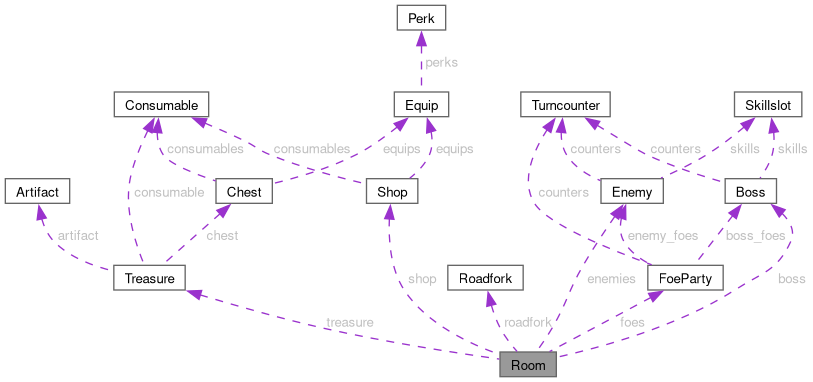 Perk
perks
Consumable
Equip
Turncounter
Skillslot
consumables
consumables
equips
equips
counters
counters
skills
skills
Artifact
consumable
Chest
Shop
counters
Enemy
Boss
artifact
chest
enemy_foes
boss_foes
Treasure
shop
Roadfork
enemies
FoeParty
boss
treasure
roadfork
foes
Room